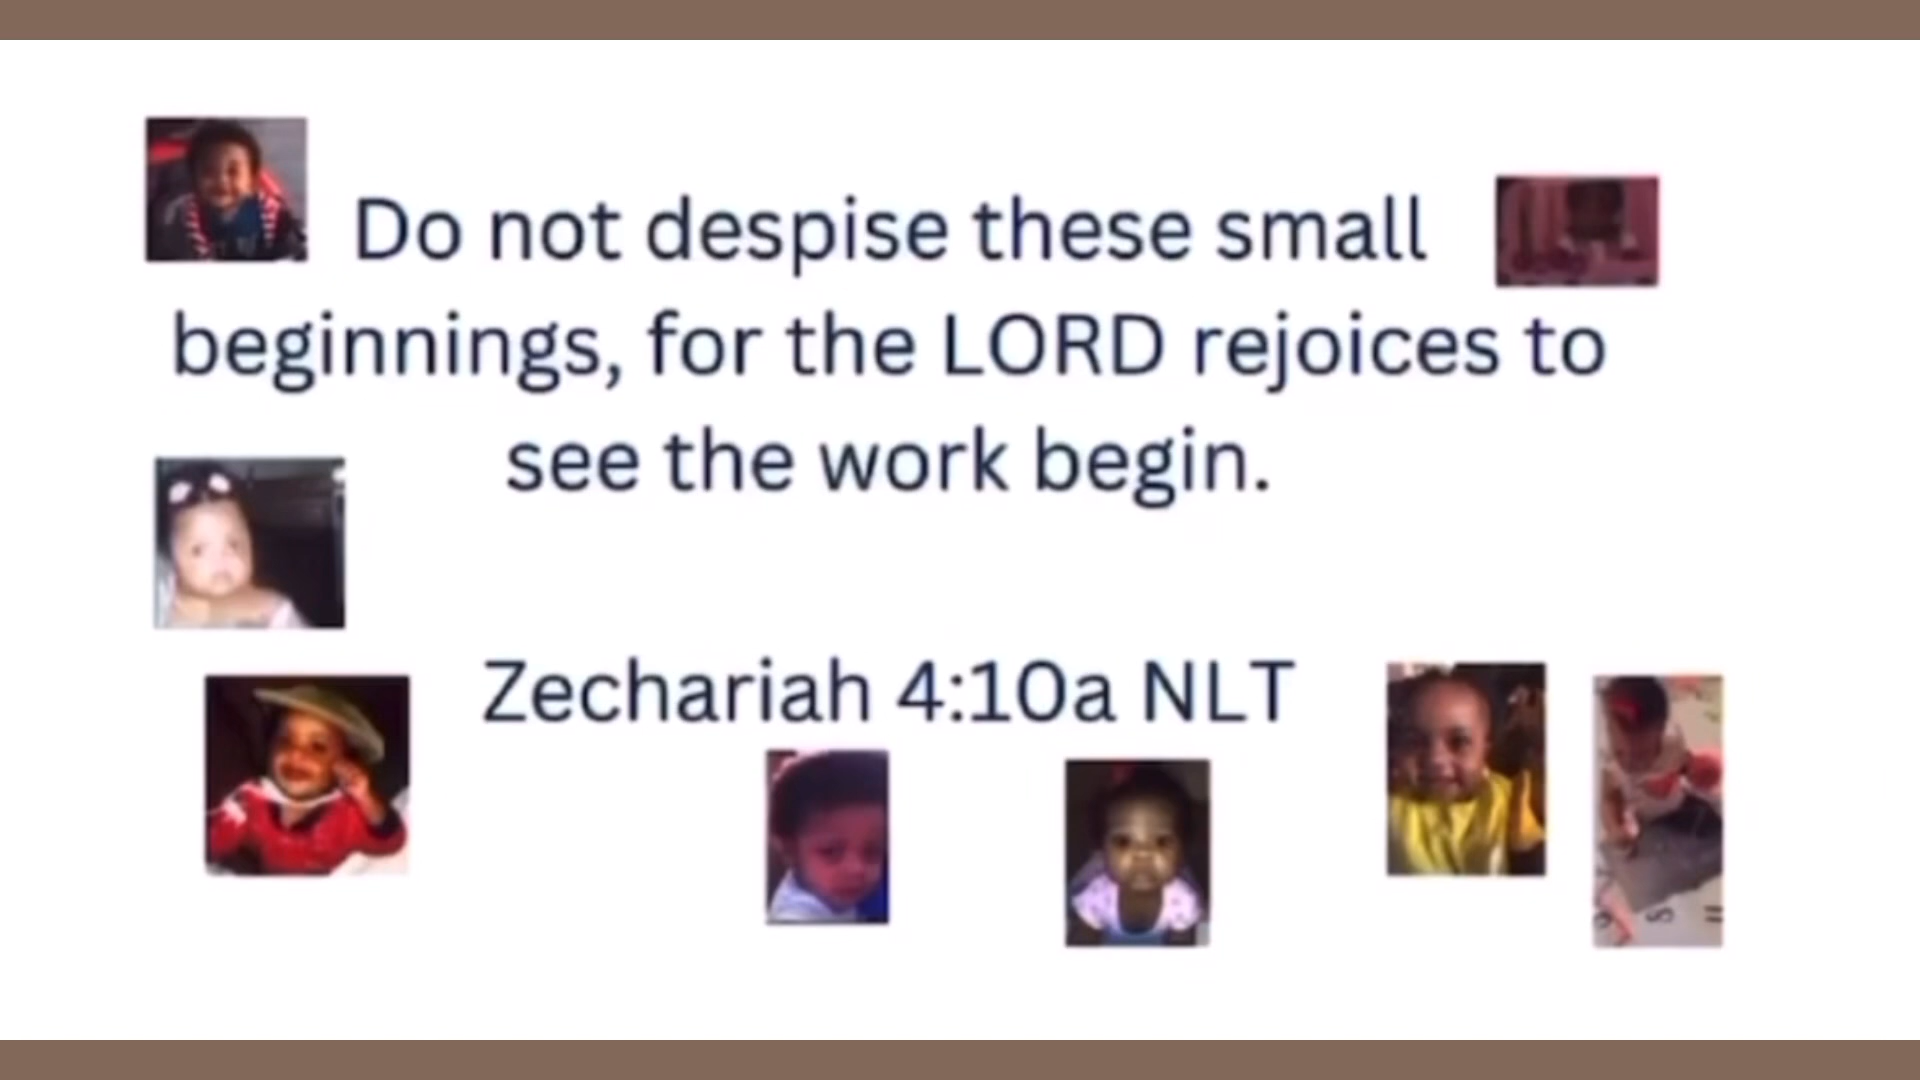 Do not despise these small
beginnings, for the LORD rejoices to
see the work begin.
Zechariah 4:10a NLT